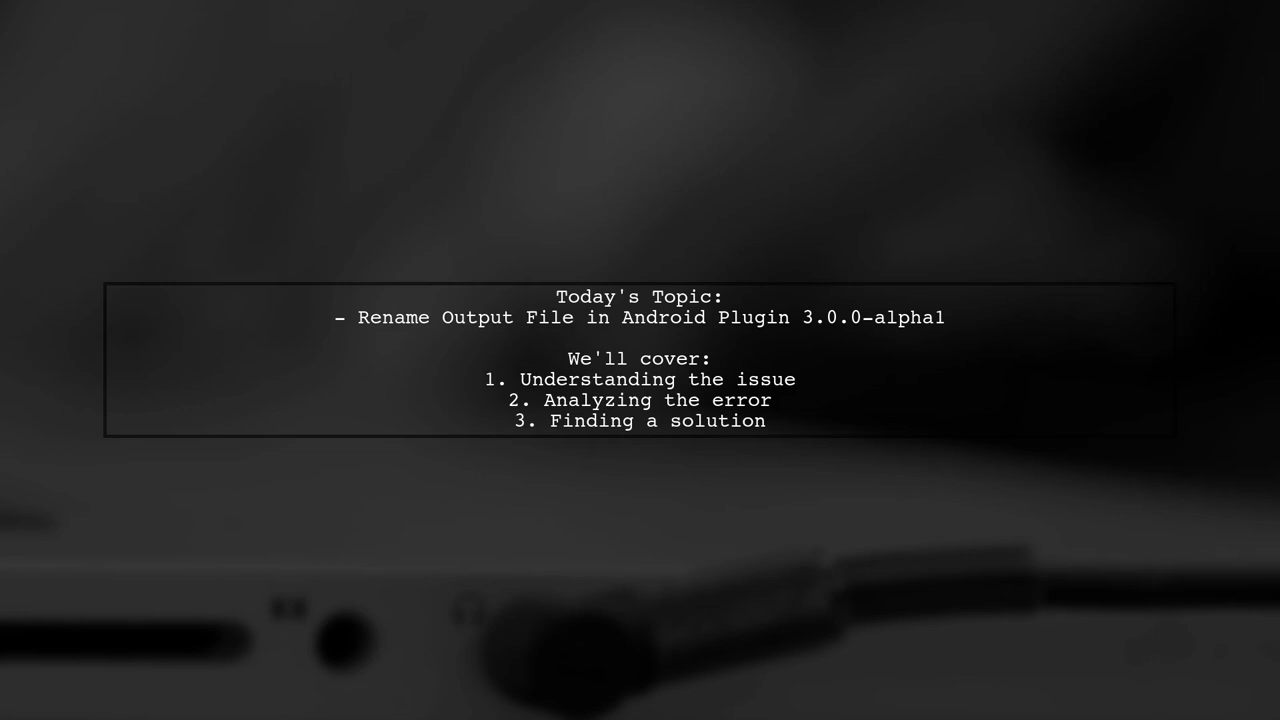 Today's Topic:
- Rename Output File in Android Plugin 3.0.0-alpha1
We'll cover:
1. Understanding the issue
2. Analyzing the error
3. Finding a solution